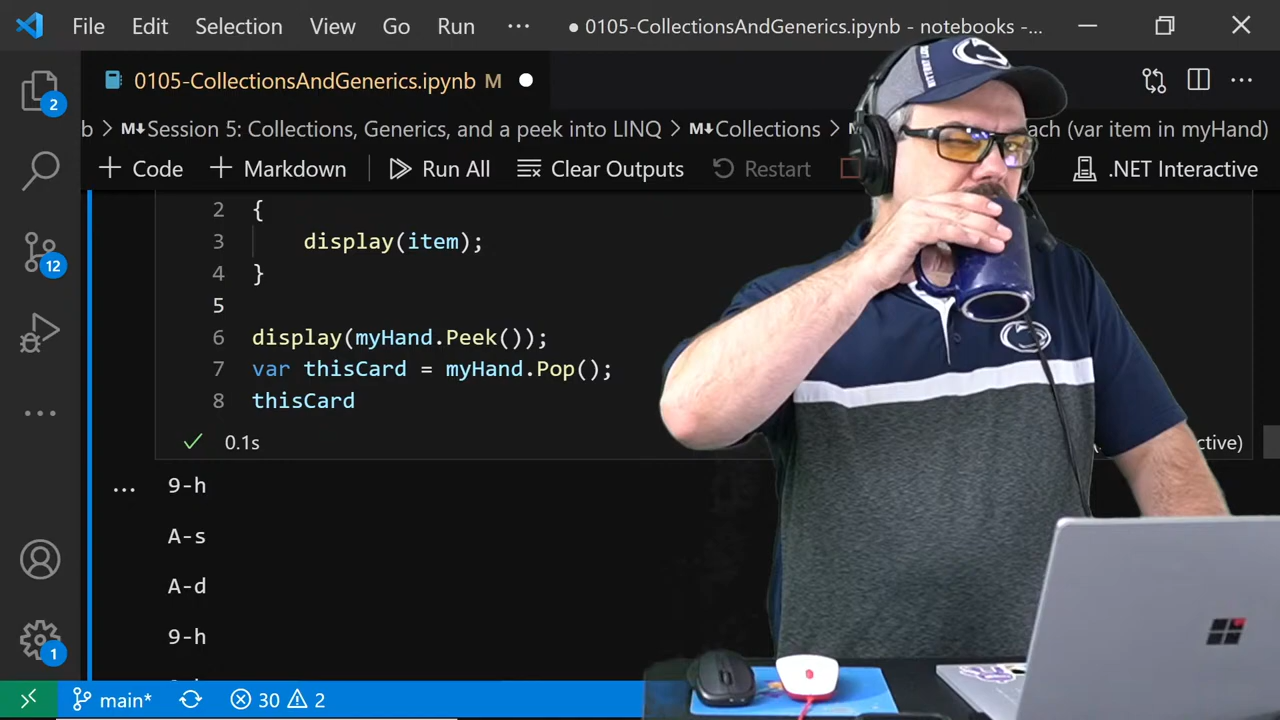 File Edit Selection View Go Run ··· ● 0105-CollectionsAndGenerics.ipynb - notebooks -...
0105-CollectionsAndGenerics.ipynb M
b > Session 5: Collections, Generics, and a peek into LINQ > Collections > ach (var item in myHand)
+ Code + Markdown Run All Clear Outputs Restart .NET Interactive
2 {
3 display(item);
4 }
5
6 display(myHand.Peek());
7 var thisCard = myHand.Pop();
8 thisCard
✓ 0.1s ctive)
... 9-h
A-s
A-d
9-h
2
12
1
main* 30 2